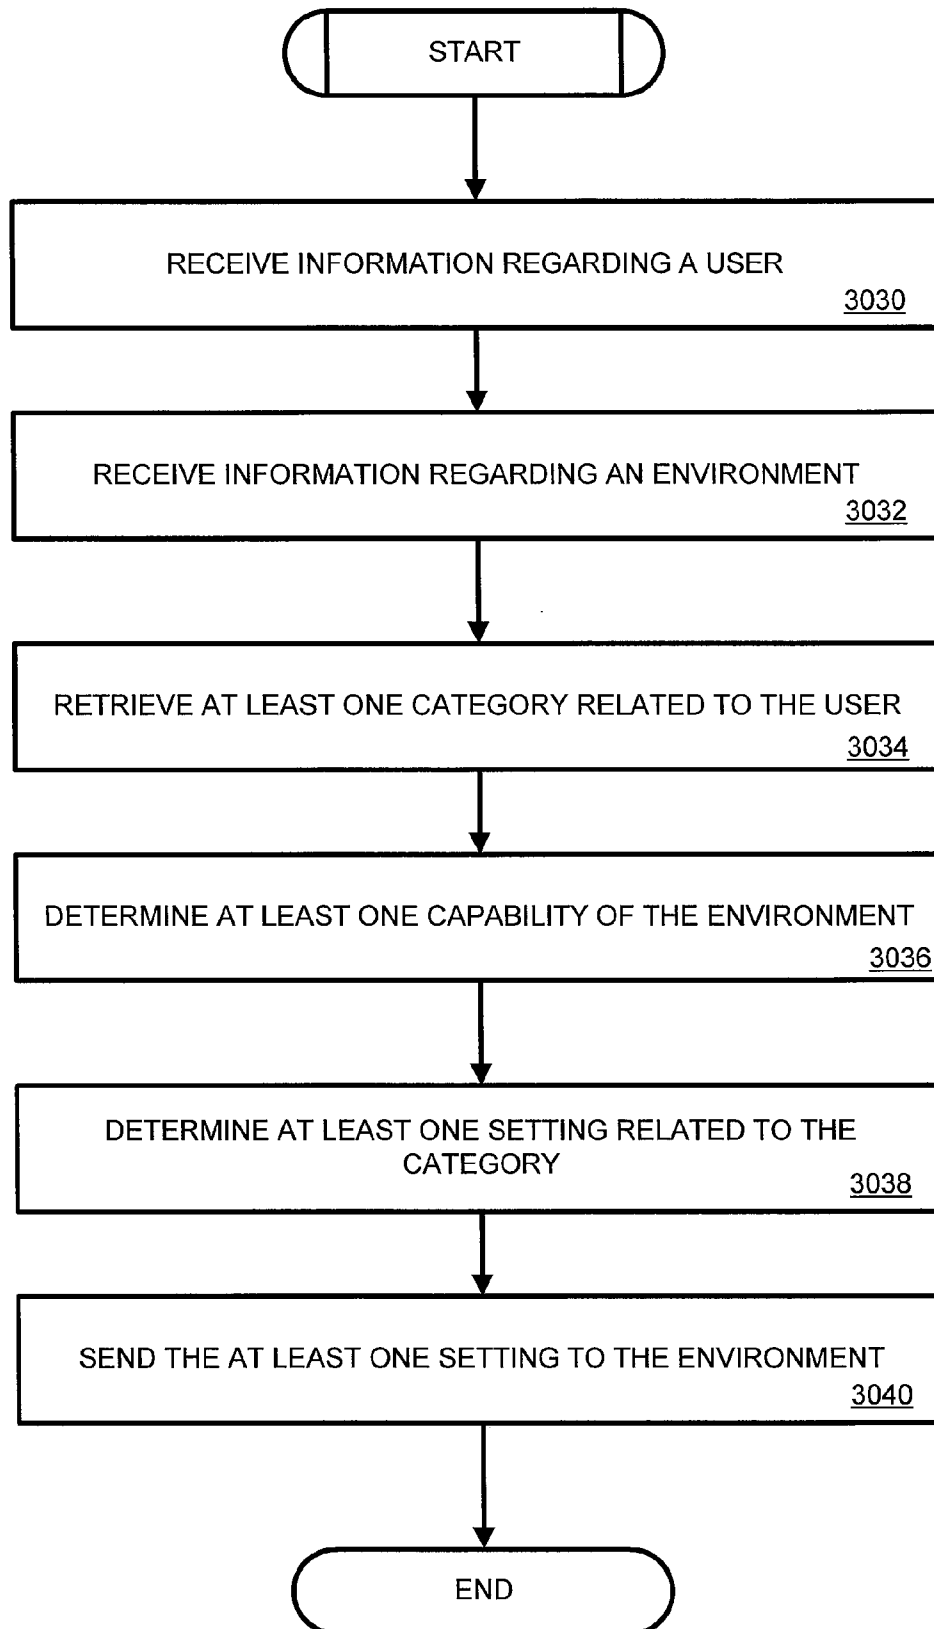 START
RECEIVE INFORMATION REGARDING A USER
3030
RECEIVE INFORMATION REGARDING AN ENVIRONMENT
3032
RETRIEVE AT LEAST ONE CATEGORY RELATED TO THE USER
3034
DETERMINE AT LEAST ONE CAPABILITY OF THE ENVIRONMENT
3036
DETERMINE AT LEAST ONE SETTING RELATED TO THE
CATEGORY
3038
SEND THE AT LEAST ONE SETTING TO THE ENVIRONMENT
3040
END